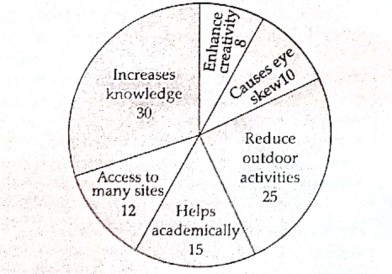 Enhance
creativity
8
Causes eye
skew10
Reduce
outdoor
activities
25
Helps
academically
15
Access to
many sites
12
Increases
knowledge
30